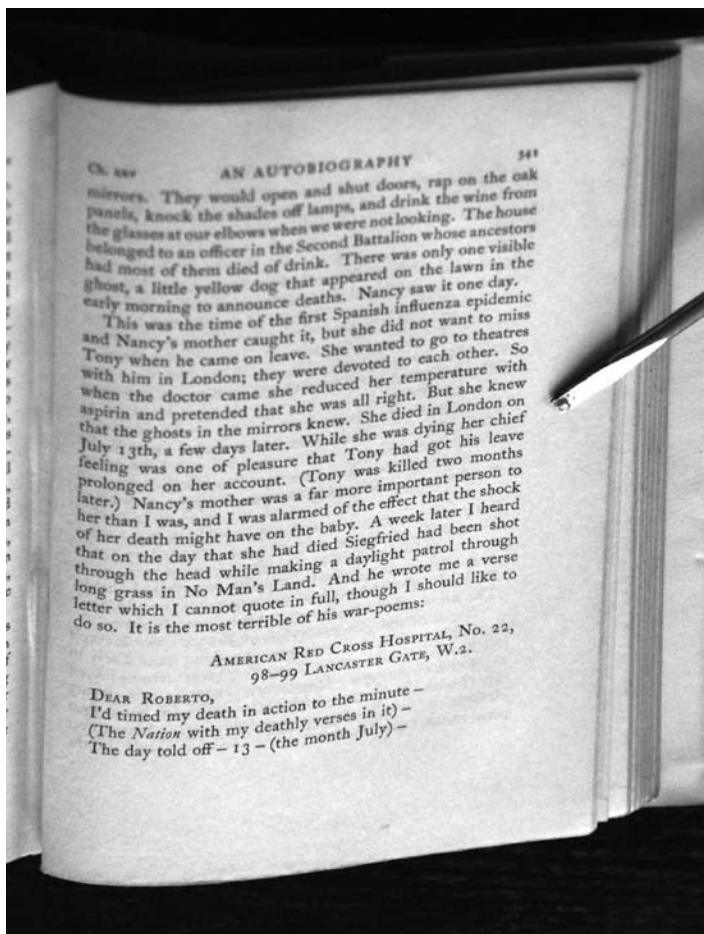 Ch. xxv AN AUTOBIOGRAPHY 341
mirrors. They would open and shut doors, rap on the oak
panels, knock the shades off lamps, and drink the wine from
the glasses at our elbows when we were not looking. The house
belonged to an officer in the Second Battalion whose ancestors
had most of them died of drink. There was only one visible
ghost, a little yellow dog that appeared on the lawn in the
early morning to announce deaths. Nancy saw it one day.
This was the time of the first Spanish influenza epidemic
and Nancy's mother caught it, but she did not want to miss
Tony when he came on leave. She wanted to go to theatres
with him in London; they were devoted to each other. So
when the doctor came she reduced her temperature with
aspirin and pretended that she was all right. But she knew
that the ghosts in the mirrors knew. She died in London on
July 13th, a few days later. While she was dying her chief
feeling was one of pleasure that Tony had got his leave
prolonged on her account. (Tony was killed two months
later.) Nancy's mother was a far more important person to
her than I was, and I was alarmed of the effect that the shock
of her death might have on the baby. A week later I heard
that on the day that she had died Siegfried had been shot
through the head while making a daylight patrol through
long grass in No Man's Land. And he wrote me a verse
letter which I cannot quote in full, though I should like to
do so. It is the most terrible of his war-poems:
AMERICAN RED CROSS HOSPITAL, No. 22,
98–99 LANCASTER GATE, W.2.
DEAR ROBERTO,
I'd timed my death in action to the minute –
(The Nation with my deathly verses in it) –
The day told off – 13 – (the month July) –